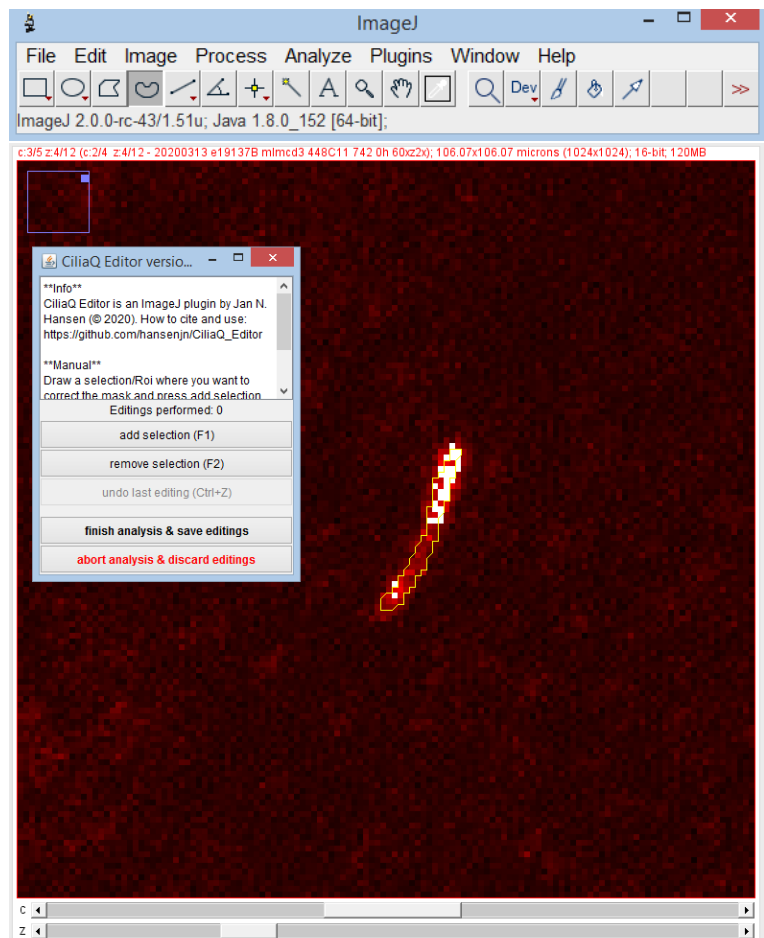 ImageJ
File Edit Image Process Analyze Plugins Window Help
A Dev >>
ImageJ 2.0.0-rc-43/1.51u; Java 1.8.0_152 [64-bit];
c:3/5 z:4/12 (c:2/4 z:4/12 - 20200313 e19137B mlmcd3 448C11 742 0h 60xz2x); 106.07x106.07 microns (1024x1024); 16-bit; 120MB
CiliaQ Editor versio...
**Info**
CiliaQ Editor is an ImageJ plugin by Jan N.
Hansen (© 2020). How to cite and use:
https://github.com/hansenjn/CiliaQ_Editor
**Manual**
Draw a selection/Roi where you want to
correct the mask and press add selection
Editings performed: 0
add selection (F1)
remove selection (F2)
undo last editing (Ctrl+Z)
finish analysis & save editings
abort analysis & discard editings
c
z